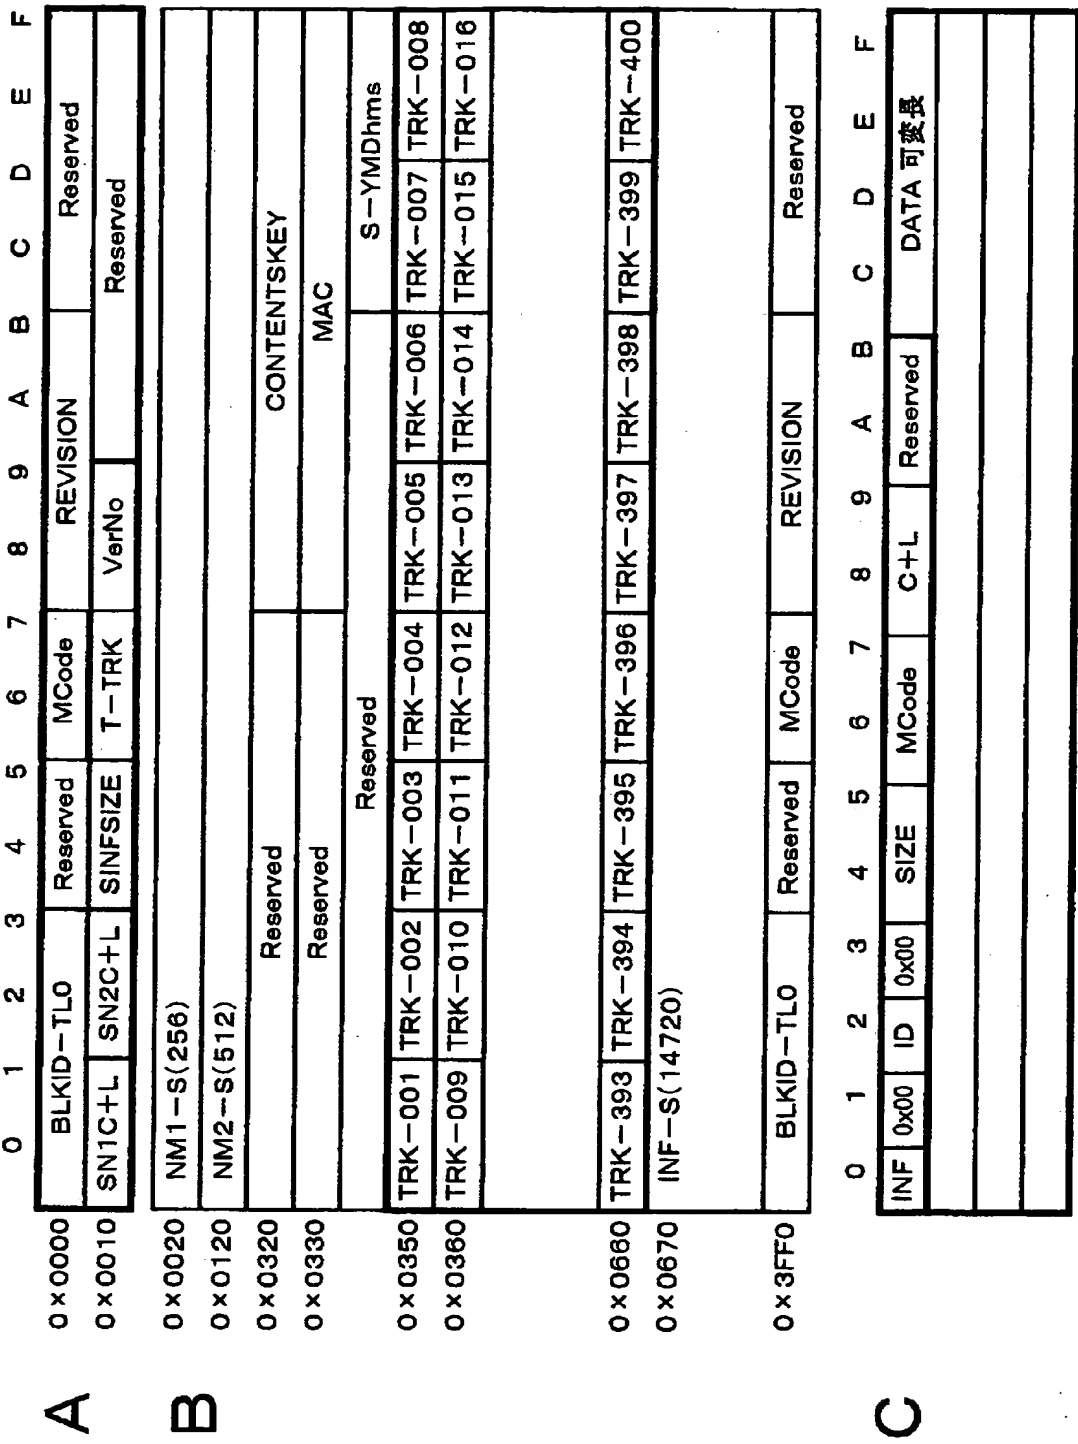 A
0 1 2 3 4 5 6 7 8 9 A B C D E F
0×0000 BLKID-TL0 Reserved MCode REVISION Reserved
0×0010 SN1C+L SN2C+L SINFSIZE T-TRK VerNo Reserved
B
0×0020 NM1-S(256)
0×0120 NM2-S(512)
0×0320 Reserved CONTENTSKEY
0×0330 Reserved MAC
Reserved S-YMDhms
0×0350 TRK-001 TRK-002 TRK-003 TRK-004 TRK-005 TRK-006 TRK-007 TRK-008
0×0360 TRK-009 TRK-010 TRK-011 TRK-012 TRK-013 TRK-014 TRK-015 TRK-016
0×0660 TRK-393 TRK-394 TRK-395 TRK-396 TRK-397 TRK-398 TRK-399 TRK-400
0×0670 INF-S(14720)
0×3FF0 BLKID-TL0 Reserved MCode REVISION Reserved
C
0 1 2 3 4 5 6 7 8 9 A B C D E F
INF 0x00 ID 0x00 SIZE MCode C+L Reserved DATA 可変長